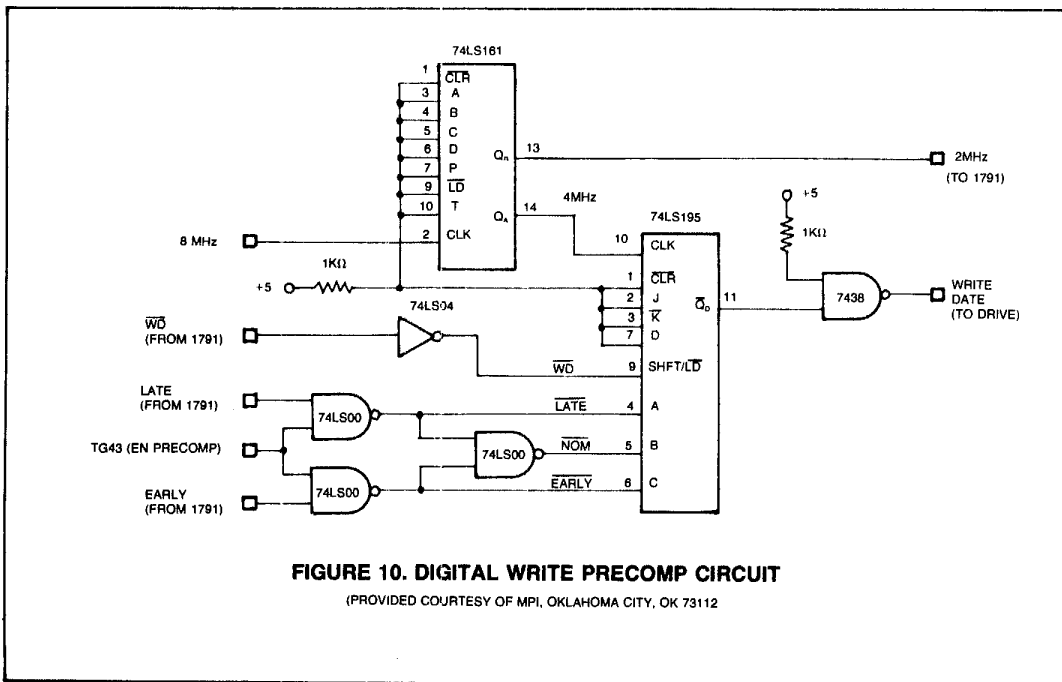 74LS161
1 CLR
3 A
4 B
5 C
6 D
7 P
9 LD
10 T
2 CLK
QB 13
QA 14
8 MHz
2MHz
(TO 1791)
4MHz
74LS195
10 CLK
1 CLR
2 J
3 K
7 D
9 SHFT/LD
4 A
5 B
6 C
QD 11
+5
1KΩ
7438
WRITE
DATE
(TO DRIVE)
+5
1KΩ
74LS04
WD
(FROM 1791)
WD
LATE
(FROM 1791)
74LS00
LATE
TG43 (EN PRECOMP)
74LS00
NOM
74LS00
EARLY
EARLY
(FROM 1791)
FIGURE 10. DIGITAL WRITE PRECOMP CIRCUIT
(PROVIDED COURTESY OF MPI, OKLAHOMA CITY, OK 73112